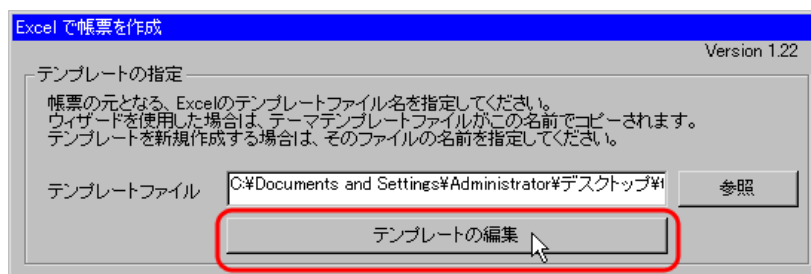 Excel で帳票を作成
Version 1.22
テンプレートの指定
帳票の元となる、Excelのテンプレートファイル名を指定してください。
ウィザードを使用した場合は、テーマテンプレートファイルがこの名前でコピーされます。
テンプレートを新規作成する場合は、そのファイルの名前を指定してください。
テンプレートファイル C:¥Documents and Settings¥Administrator¥デスクトップ¥ 参照
テンプレートの編集